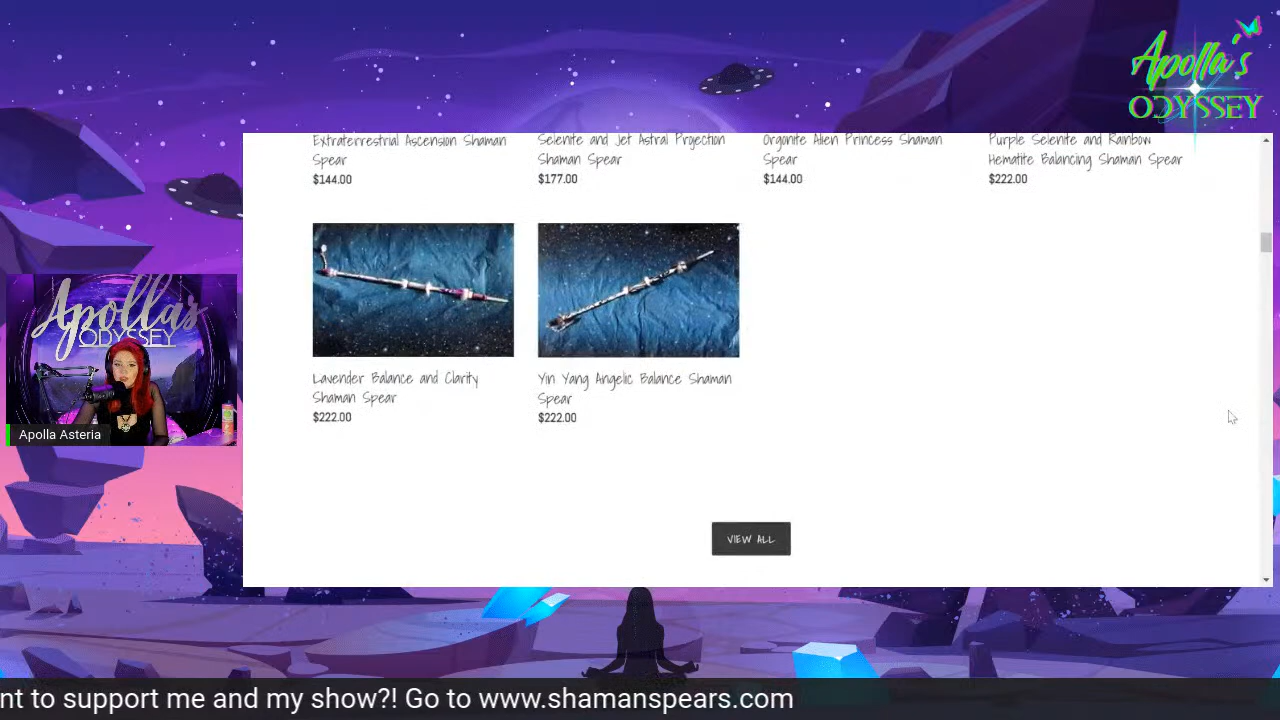 Apolla's
ODYSSEY
Extraterrestrial Ascension Shaman
Spear
$144.00
Selenite and Jet Astral Projection
Shaman Spear
$177.00
Orgonite Alien Princess Shaman
Spear
$144.00
Purple Selenite and Rainbow
Hematite Balancing Shaman Spear
$222.00
Lavender Balance and Clarity
Shaman Spear
$222.00
Yin Yang Angelic Balance Shaman
Spear
$222.00
VIEW ALL
Apolla's
ODYSSEY
Apolla Asteria
nt to support me and my show?! Go to www.shamanspears.com